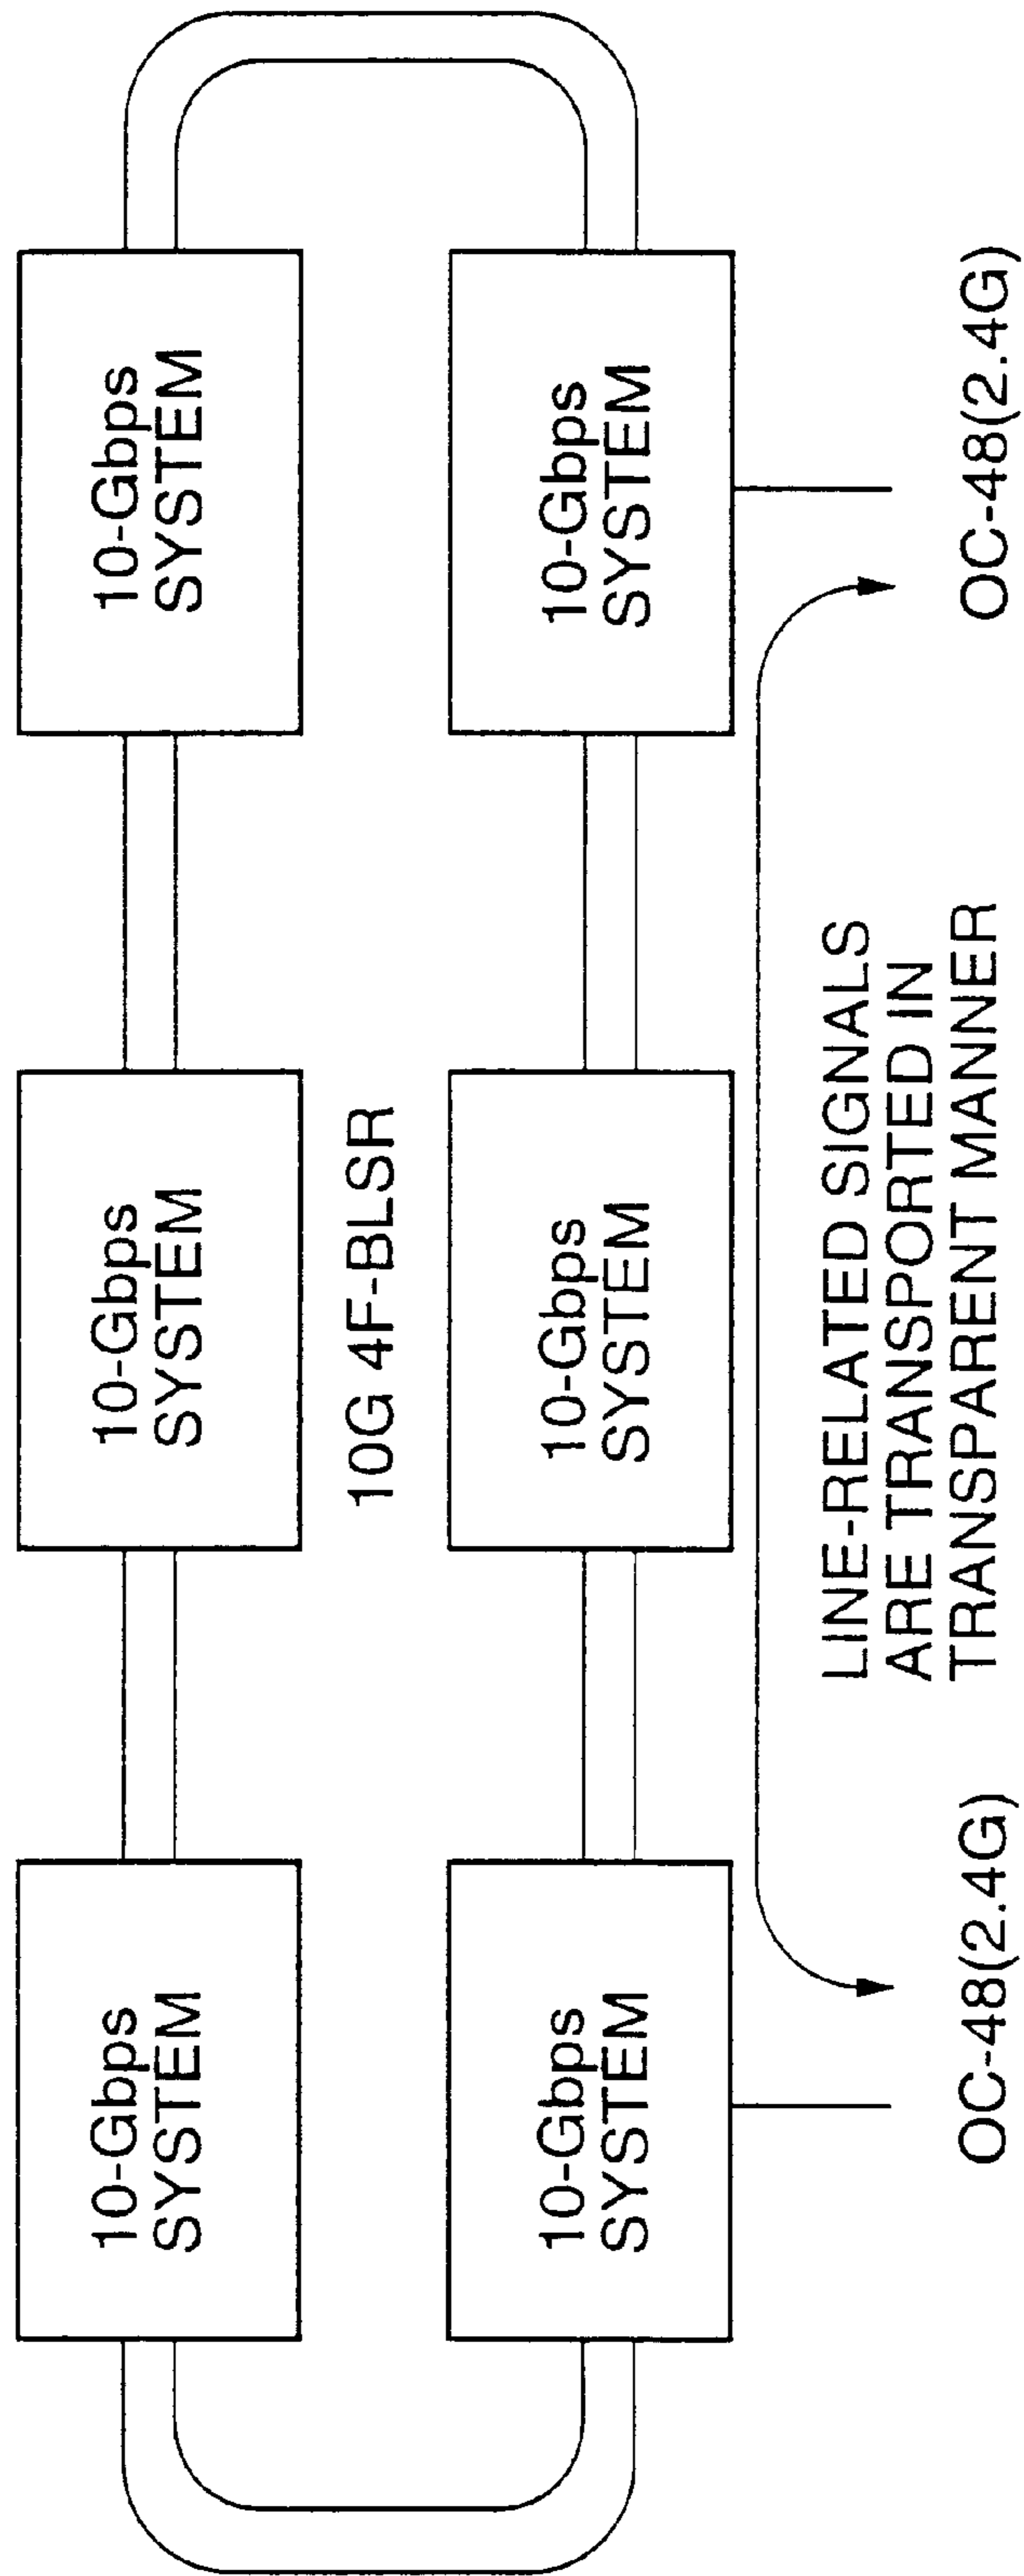 10-Gbps
SYSTEM
10-Gbps
SYSTEM
10-Gbps
SYSTEM
10G 4F-BLSR
10-Gbps
SYSTEM
10-Gbps
SYSTEM
10-Gbps
SYSTEM
LINE-RELATED SIGNALS
ARE TRANSPORTED IN
TRANSPARENT MANNER
OC-48(2.4G)
OC-48(2.4G)